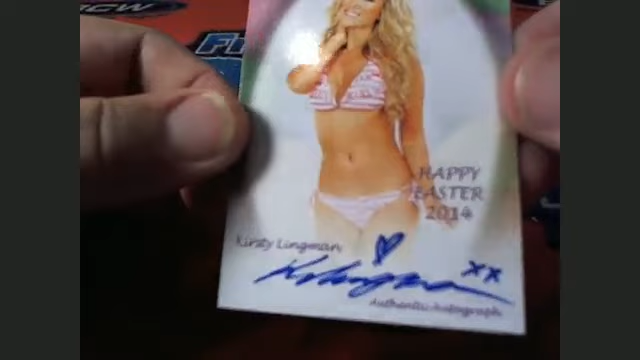 HAPPY
EASTER
2014
Kirsty Lingman
xx
Authentic Autograph